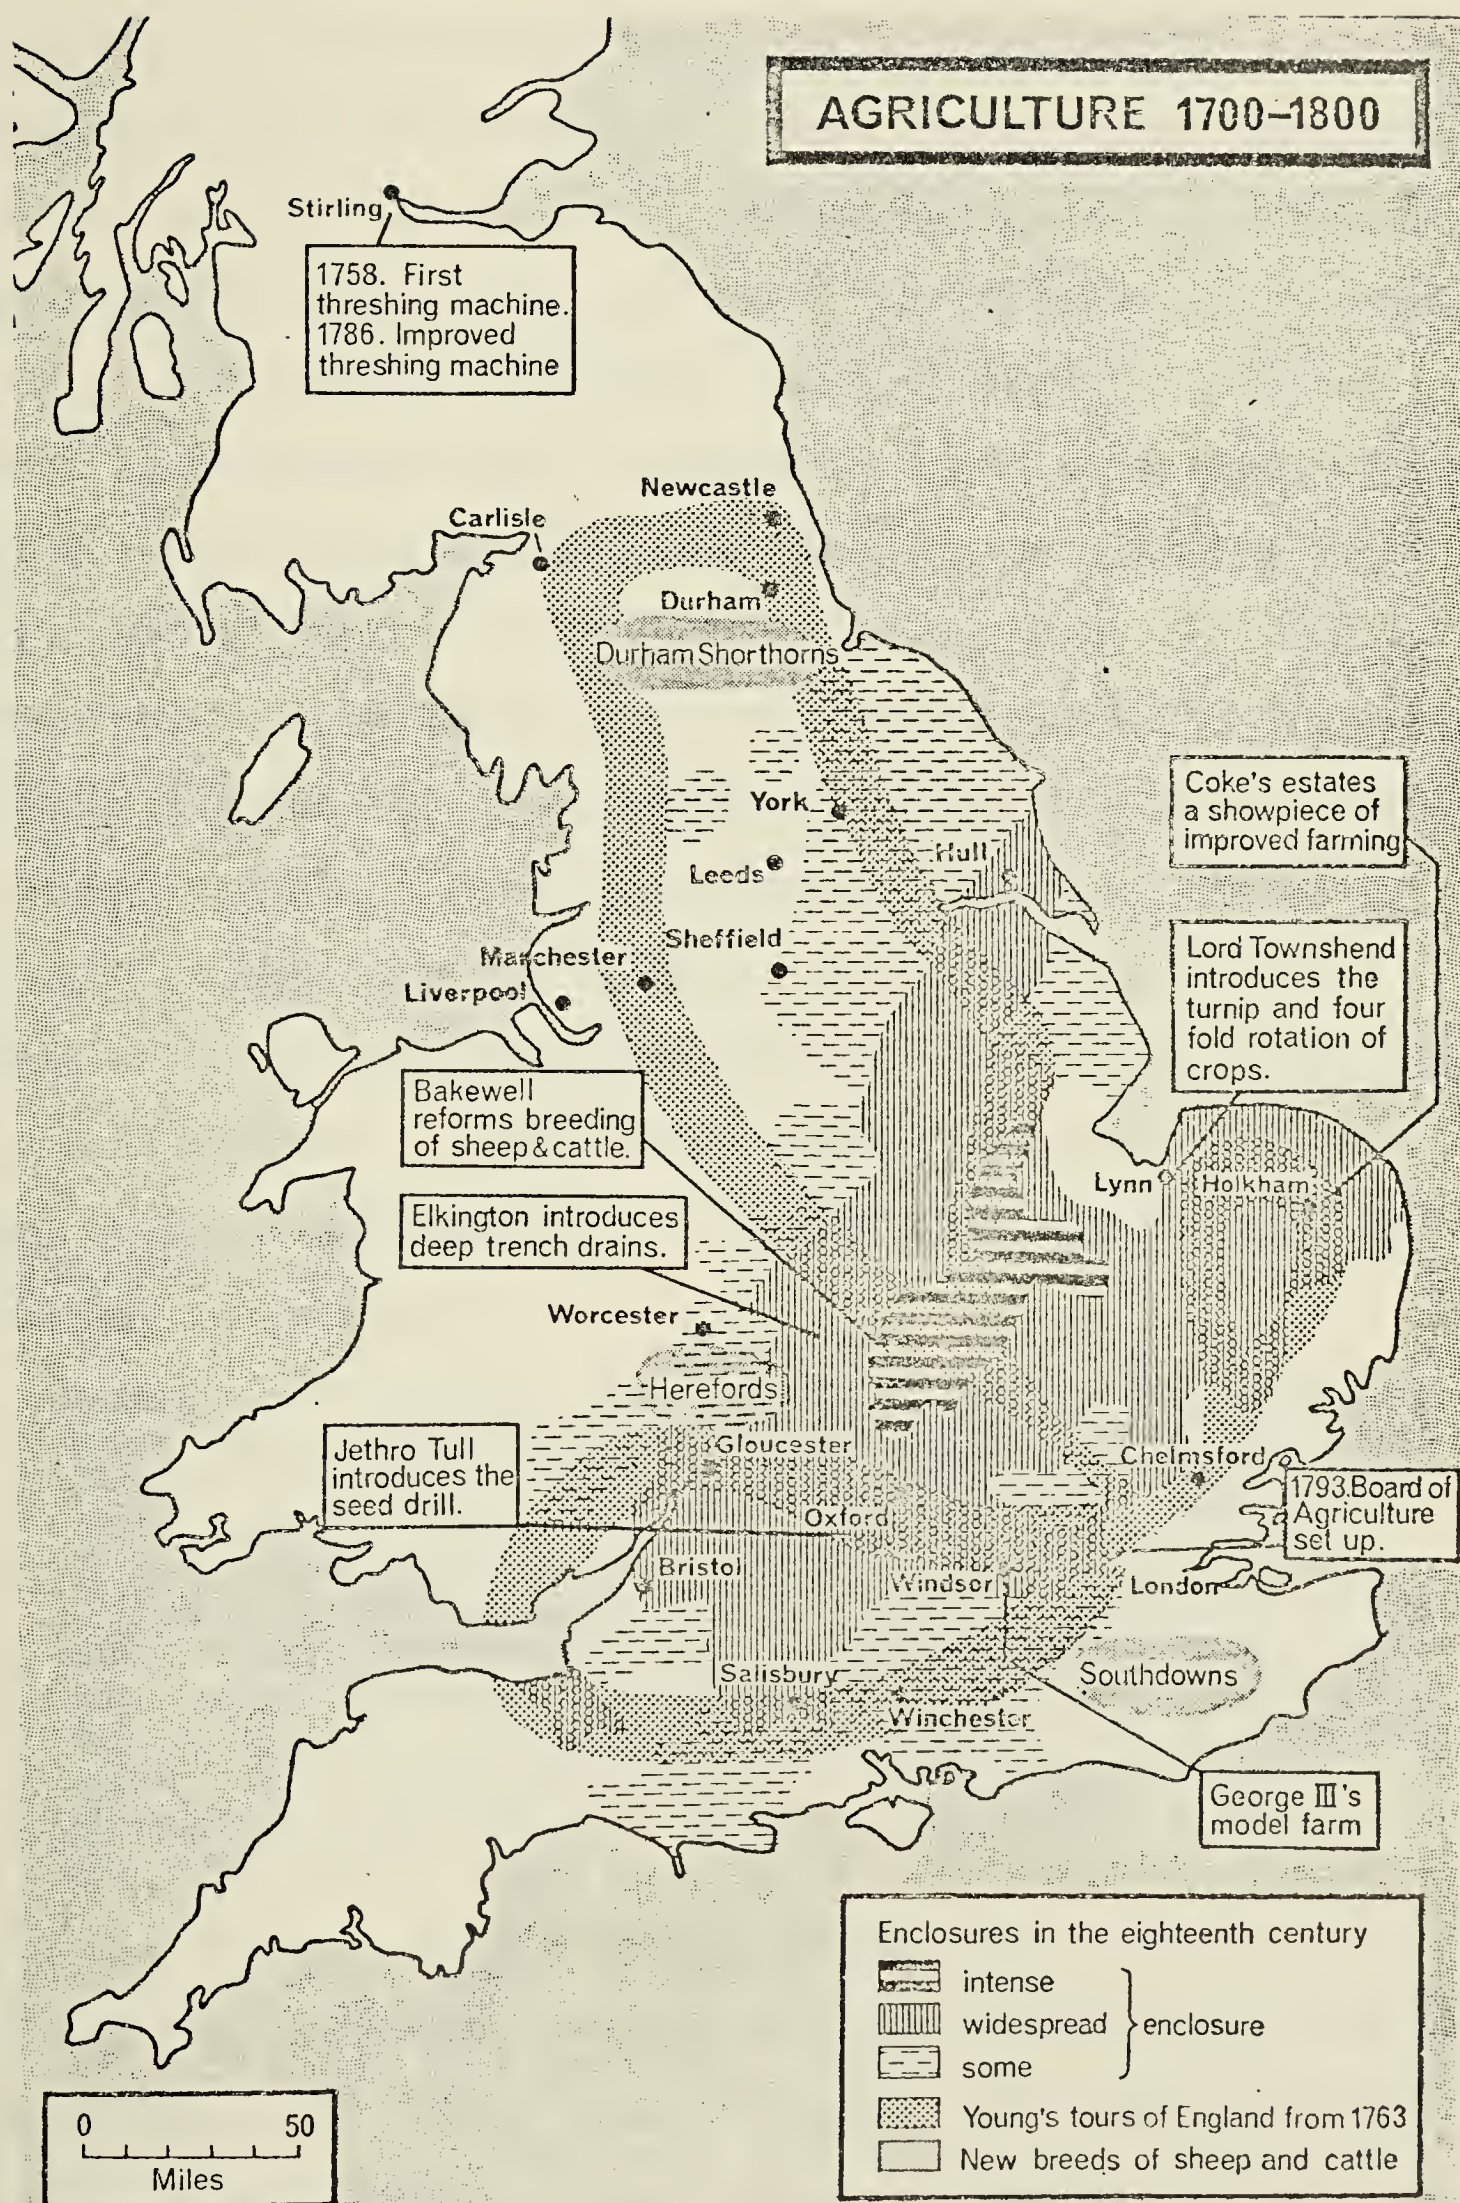 AGRICULTURE 1700–1800
Stirling
1758. First
threshing machine.
1786. Improved
threshing machine
Newcastle
Carlisle
Durham
Durham Shorthorns
York
Leeds
Hull
Coke's estates
a showpiece of
improved farming
Sheffield
Manchester
Liverpool
Lord Townshend
introduces the
turnip and four
fold rotation of
crops.
Bakewell
reforms breeding
of sheep & cattle.
Lynn
Holkham
Elkington introduces
deep trench drains.
Worcester
Herefords
Jethro Tull
introduces the
seed drill.
Gloucester
Chelmsford
1793. Board of
Agriculture
set up.
Oxford
Bristol
Windsor
London
Salisbury
Southdowns
Winchester
George III's
model farm
Enclosures in the eighteenth century
intense
widespread
enclosure
some
Young's tours of England from 1763
New breeds of sheep and cattle
0 50
Miles